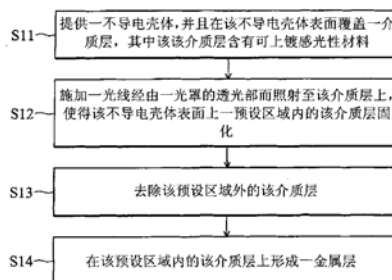 S11
提供一不导电壳体,并且在该不导电壳体表面覆盖一介
质层，其中该该介质层含有可上镀感光性材料
S12
施加一光线经由一光罩的透光部而照射至该介质层上，
使得该不导电壳体表面上一预设区域内的该介质层固
化
S13
去除该预设区域外的该介质层
S14
在该预设区域内的该介质层上形成一金属层